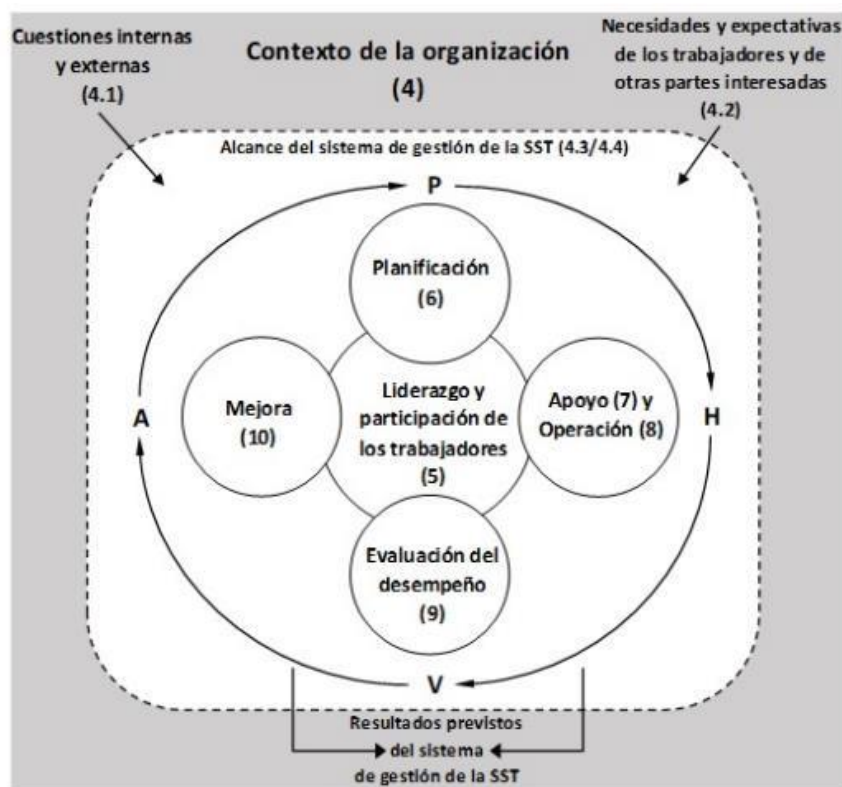 Cuestiones internas
y externas
(4.1)
Contexto de la organización
(4)
Necesidades y expectativas
de los trabajadores y de
otras partes interesadas
(4.2)
Alcance del sistema de gestión de la SST (4.3/4.4)
P
Planificación
(6)
A
Mejora
(10)
Liderazgo y
participación de
los trabajadores
(5)
Apoyo (7) y
Operación (8)
H
Evaluación del
desempeño
(9)
V
Resultados previstos
del sistema
de gestión de la SST